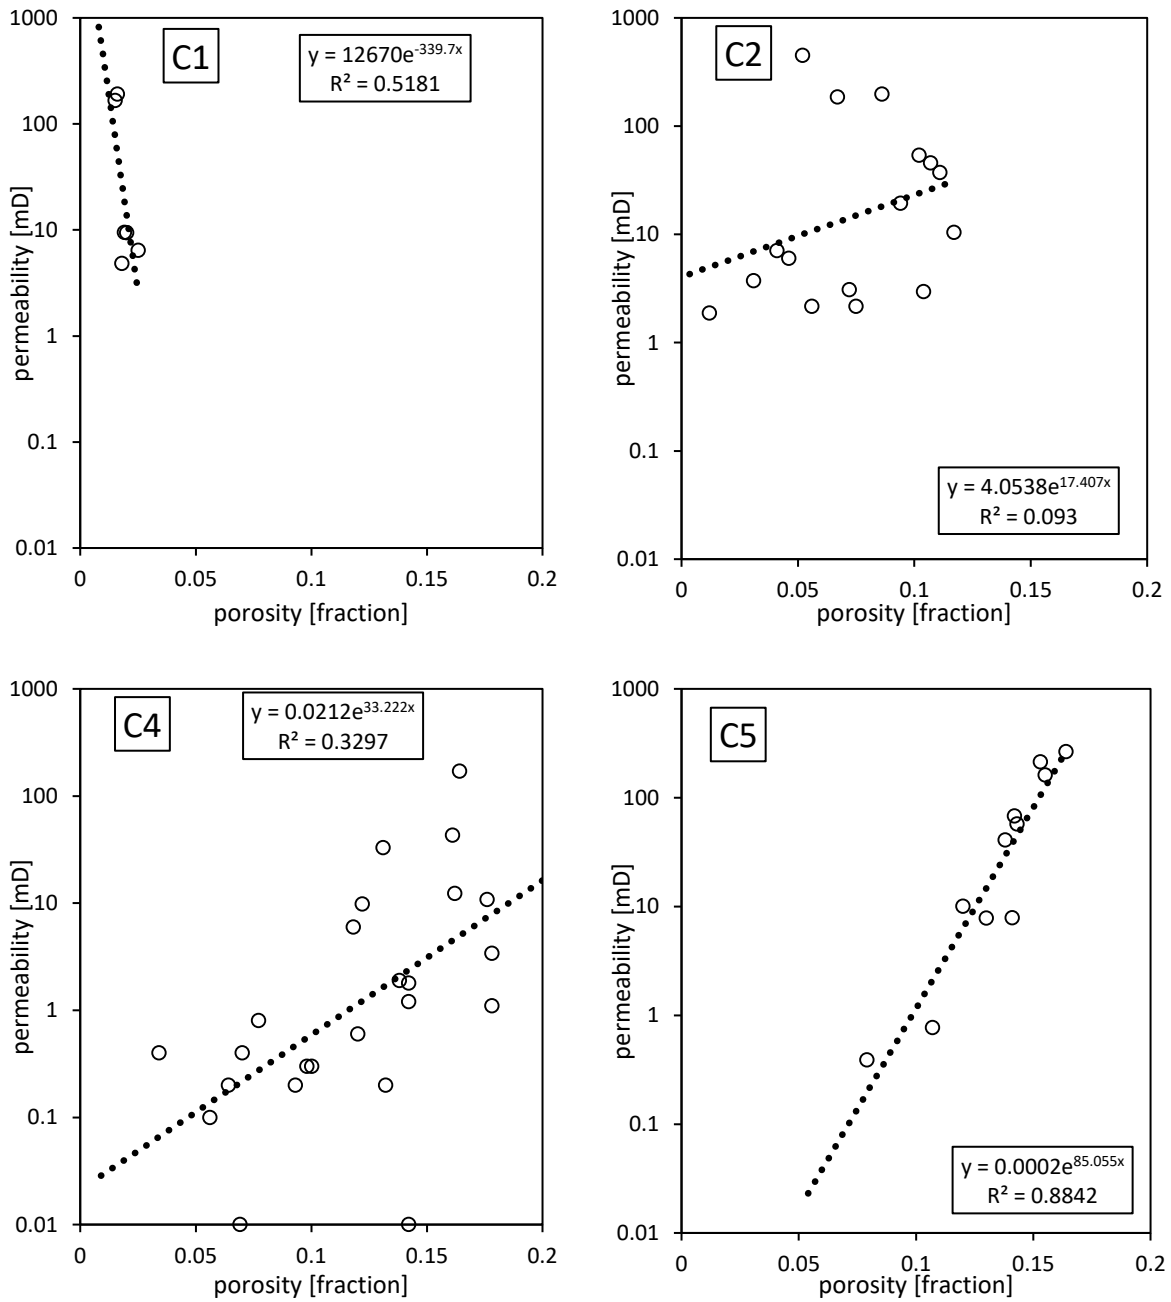 C1
y = 12670e^-339.7x
R² = 0.5181
1000
100
10
1
0.1
0.01
permeability [mD]
0 0.05 0.1 0.15 0.2
porosity [fraction]
C2
1000
100
10
1
0.1
0.01
permeability [mD]
y = 4.0538e^17.407x
R² = 0.093
0 0.05 0.1 0.15 0.2
porosity [fraction]
C4
y = 0.0212e^33.222x
R² = 0.3297
1000
100
10
1
0.1
0.01
permeability [mD]
0 0.05 0.1 0.15 0.2
porosity [fraction]
C5
1000
100
10
1
0.1
0.01
permeability [mD]
y = 0.0002e^85.055x
R² = 0.8842
0 0.05 0.1 0.15 0.2
porosity [fraction]